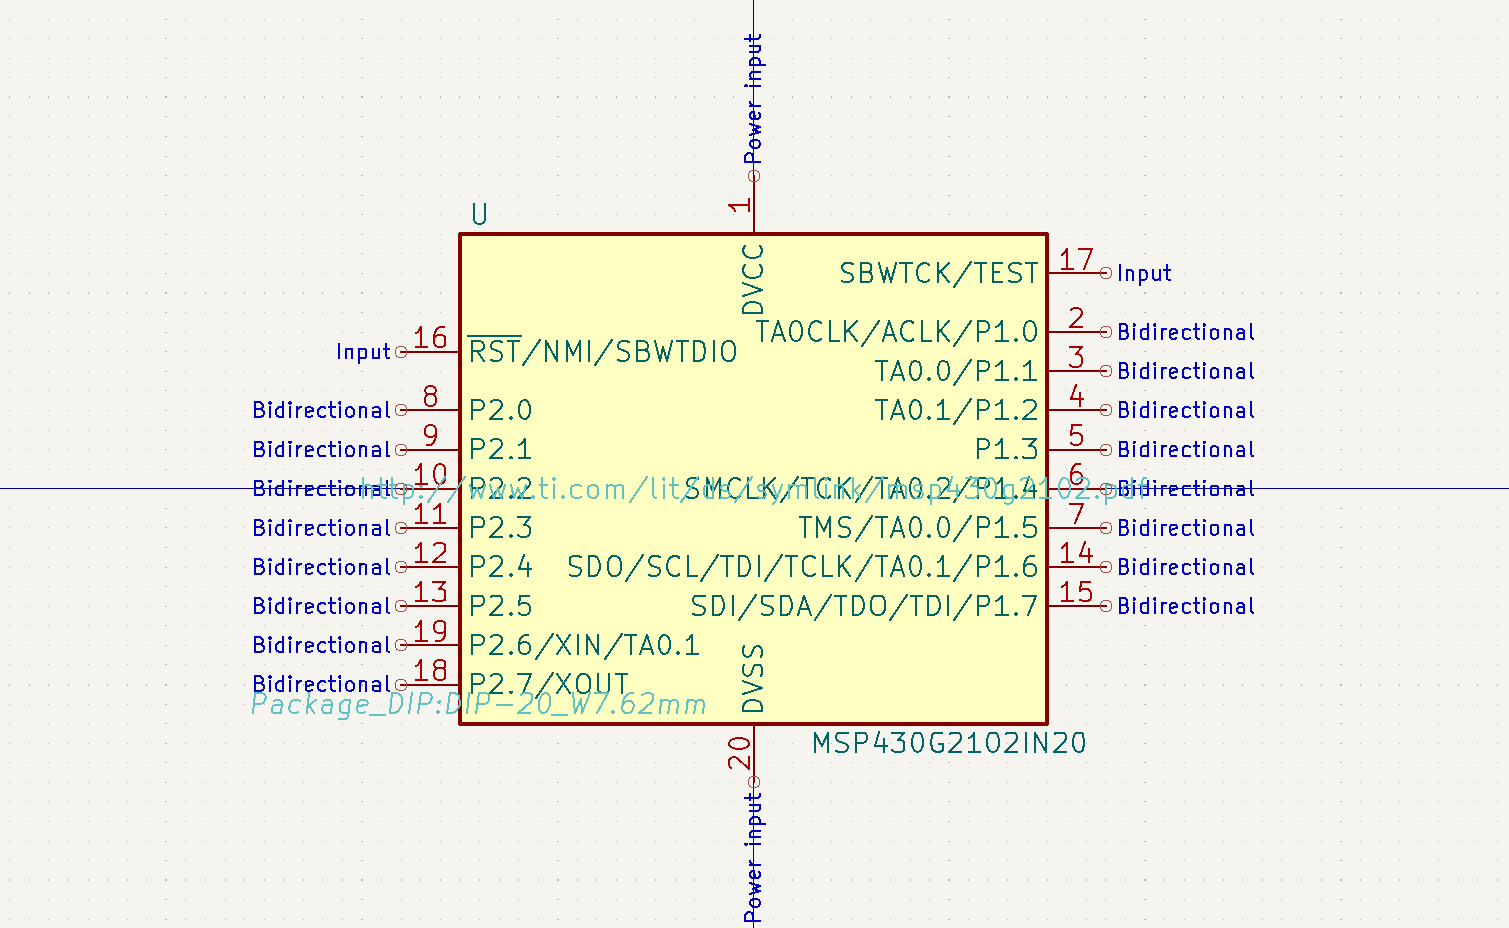 Power input
1
U
DVCC
17
SBWTCK/TEST
Input
2
TA0CLK/ACLK/P1.0
Bidirectional
16
Input
RST/NMI/SBWTDIO
3
TA0.0/P1.1
Bidirectional
8
Bidirectional
P2.0
4
TA0.1/P1.2
Bidirectional
9
Bidirectional
P2.1
5
P1.3
Bidirectional
10
Bidirectional
P2.2
http://www.ti.com/lit/ds/symlink/msp430g2102.pdf
6
SMCLK/TCK/TA0.2/P1.4
Bidirectional
11
Bidirectional
P2.3
7
TMS/TA0.0/P1.5
Bidirectional
12
Bidirectional
P2.4
14
SDO/SCL/TDI/TCLK/TA0.1/P1.6
Bidirectional
13
Bidirectional
P2.5
15
SDI/SDA/TDO/TDI/P1.7
Bidirectional
19
Bidirectional
P2.6/XIN/TA0.1
18
Bidirectional
P2.7/XOUT
DVSS
Package_DIP:DIP-20_W7.62mm
20
MSP430G2102IN20
Power input